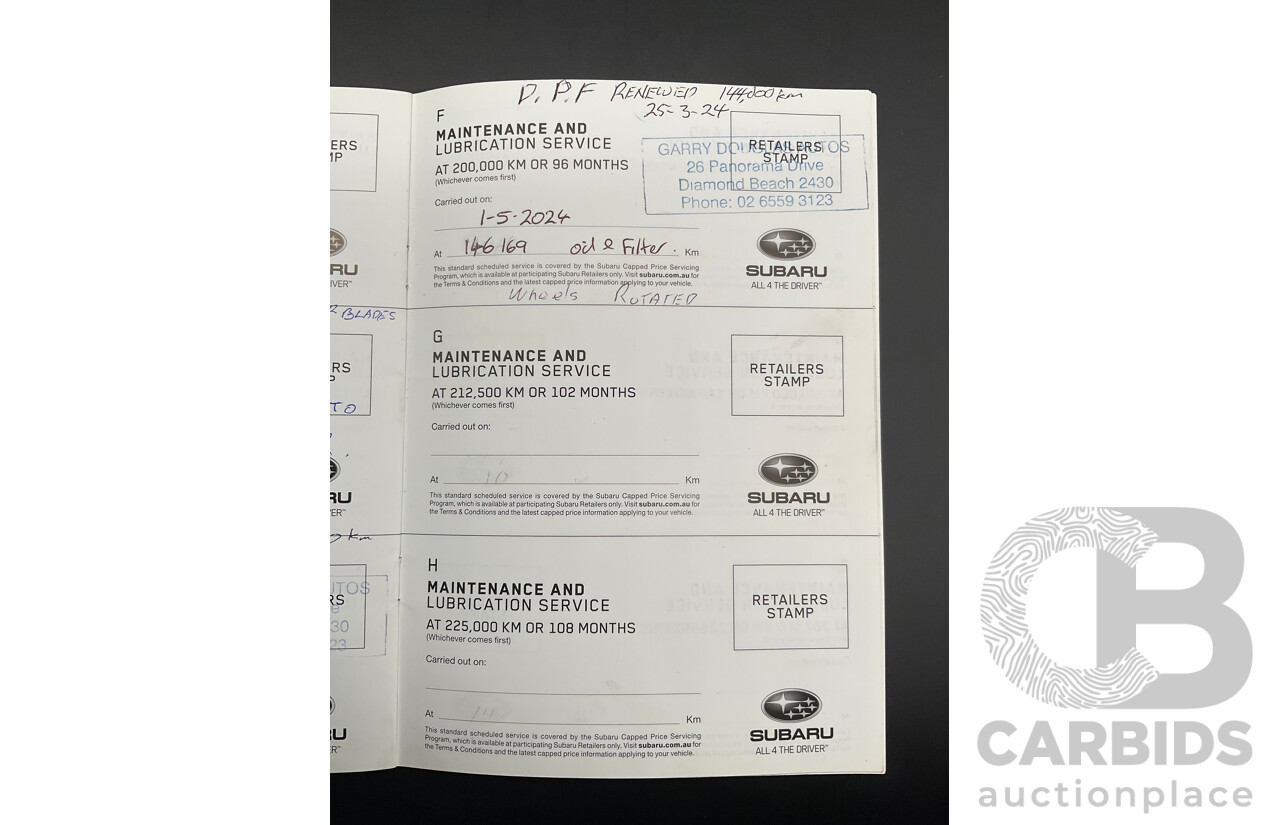 D.P.F RENEWED 144,000 km
25-3-24
F
MAINTENANCE AND
LUBRICATION SERVICE
AT 200,000 KM OR 96 MONTHS
(Whichever comes first)
Carried out on:
1-5-2024
At 146169 oil & Filter. Km
This standard scheduled service is covered by the Subaru Capped Price Servicing
Program, which is available at participating Subaru Retailers only. Visit subaru.com.au for
the Terms & Conditions and the latest capped price information applying to your vehicle.
Wheels ROTATED
RETAILERS
STAMP
GARRY DOUGLAS AUTOS
26 Panorama Drive
Diamond Beach 2430
Phone: 02 6559 3123
SUBARU
ALL 4 THE DRIVER™
G
MAINTENANCE AND
LUBRICATION SERVICE
AT 212,500 KM OR 102 MONTHS
(Whichever comes first)
Carried out on:
At Km
This standard scheduled service is covered by the Subaru Capped Price Servicing
Program, which is available at participating Subaru Retailers only. Visit subaru.com.au for
the Terms & Conditions and the latest capped price information applying to your vehicle.
RETAILERS
STAMP
SUBARU
ALL 4 THE DRIVER™
H
MAINTENANCE AND
LUBRICATION SERVICE
AT 225,000 KM OR 108 MONTHS
(Whichever comes first)
Carried out on:
At Km
This standard scheduled service is covered by the Subaru Capped Price Servicing
Program, which is available at participating Subaru Retailers only. Visit subaru.com.au for
the Terms & Conditions and the latest capped price information applying to your vehicle.
RETAILERS
STAMP
SUBARU
ALL 4 THE DRIVER™
BLADES
km
CB
CARBIDS
auctionplace